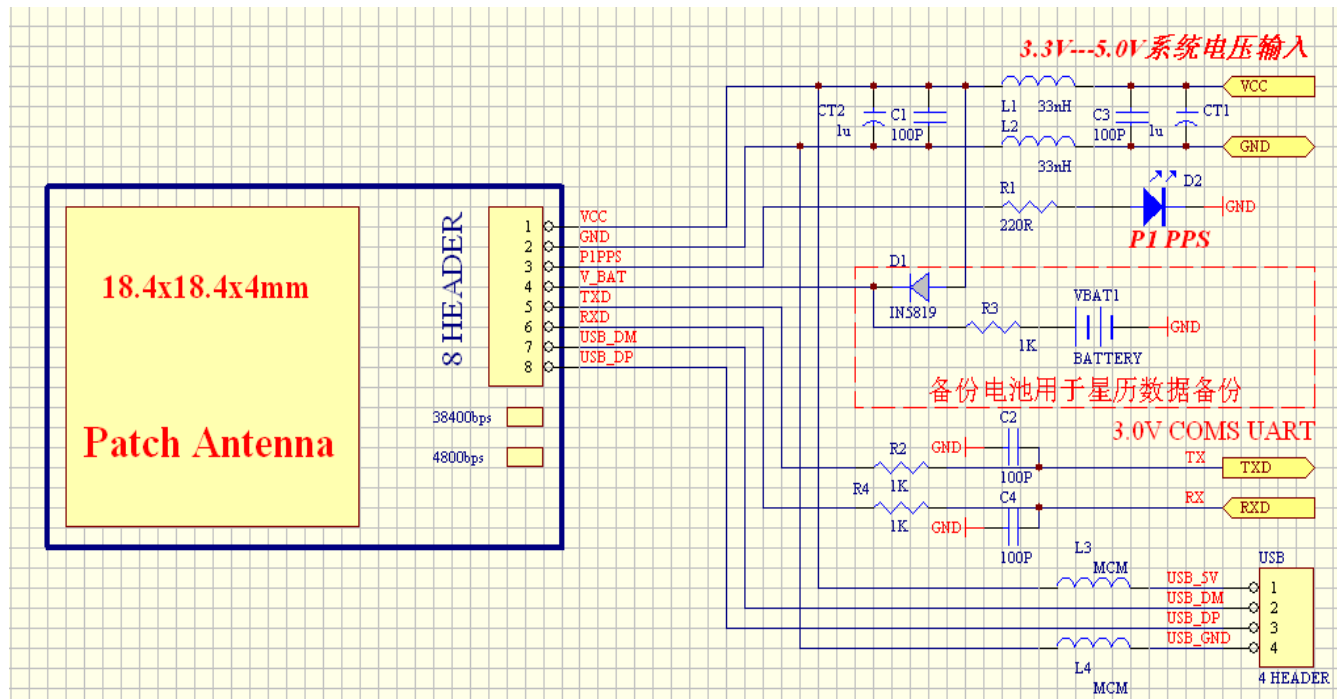 3.3V---5.0V系统电压输入
VCC
CT2
1u
C1
100P
L1 33nH
L2
33nH
C3
100P
1u
CT1
GND
R1
220R
D2
GND
P1 PPS
18.4x18.4x4mm
Patch Antenna
8 HEADER
1 VCC
2 GND
3 P1PPS
4 V_BAT
5 TXD
6 RXD
7 USB_DM
8 USB_DP
38400bps
4800bps
D1
IN5819
R3
1K
VBAT1
BATTERY
GND
备份电池用于星历数据备份
3.0V COMS UART
C2
GND
100P
R2
1K
TX
TXD
R4
1K
C4
GND
100P
RX
RXD
L3
MCM
USB
USB_5V 1
USB_DM 2
USB_DP 3
USB_GND 4
L4
MCM
4 HEADER